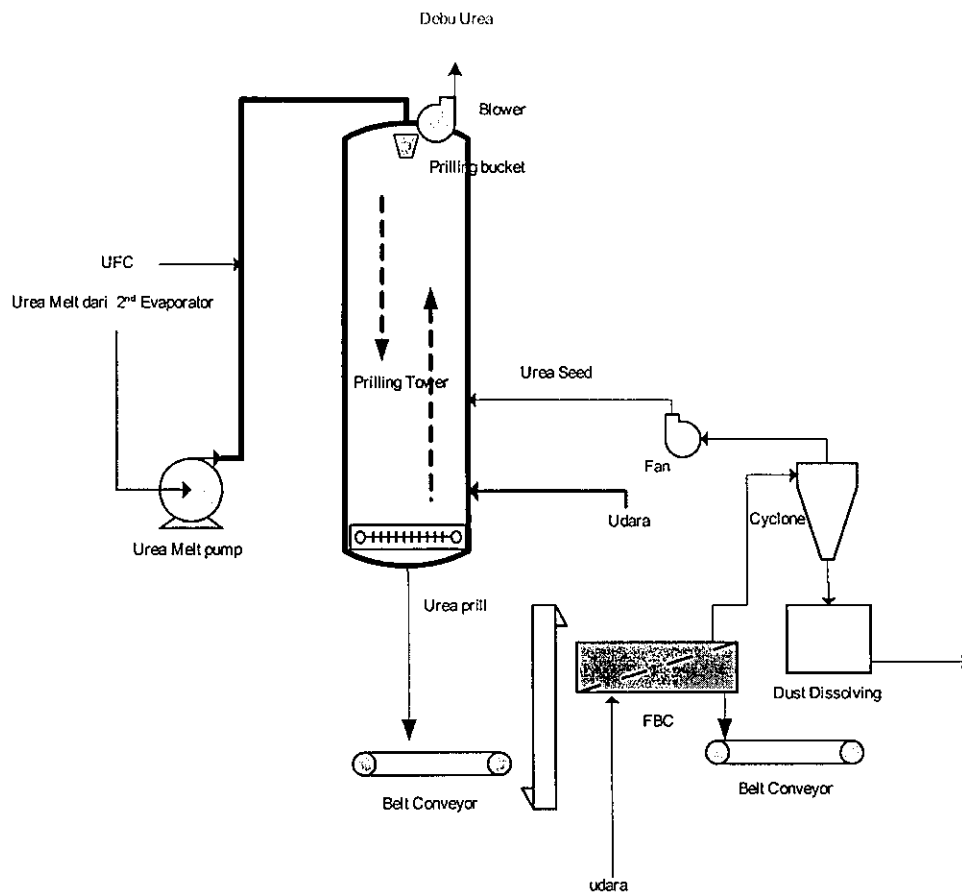 Debu Urea
Blower
Prilling bucket
UFC
Urea Melt dari 2nd Evaporator
Prilling Tower
Urea Seed
Fan
Udara
Cyclone
Urea Melt pump
Urea prill
Dust Dissolving
FBC
Belt Conveyor
Belt Conveyor
udara